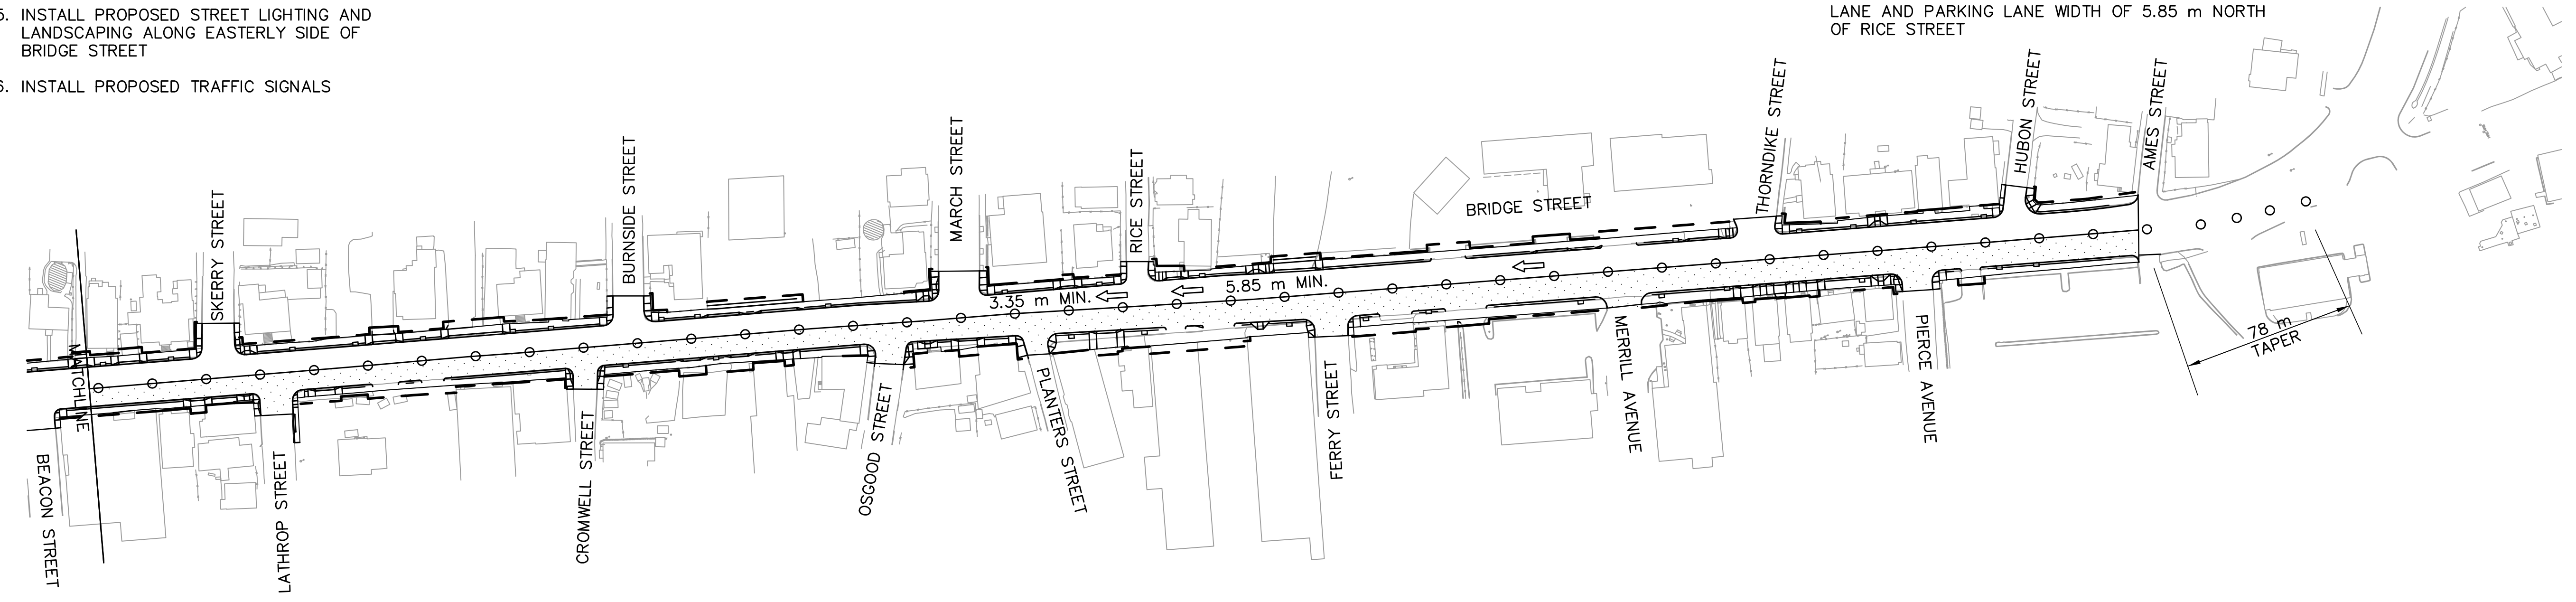 5. INSTALL PROPOSED STREET LIGHTING AND
LANDSCAPING ALONG EASTERLY SIDE OF
BRIDGE STREET
6. INSTALL PROPOSED TRAFFIC SIGNALS
LANE AND PARKING LANE WIDTH OF 5.85 m NORTH
OF RICE STREET
SKERRY STREET
BURNSIDE STREET
MARCH STREET
RICE STREET
BRIDGE STREET
THORNDIKE STREET
HUBON STREET
AMES STREET
3.35 m MIN.
5.85 m MIN.
MATCHLINE
BEACON STREET
LATHROP STREET
CROMWELL STREET
OSGOOD STREET
PLANTERS STREET
FERRY STREET
MERRILL AVENUE
PIERCE AVENUE
78 m
TAPER